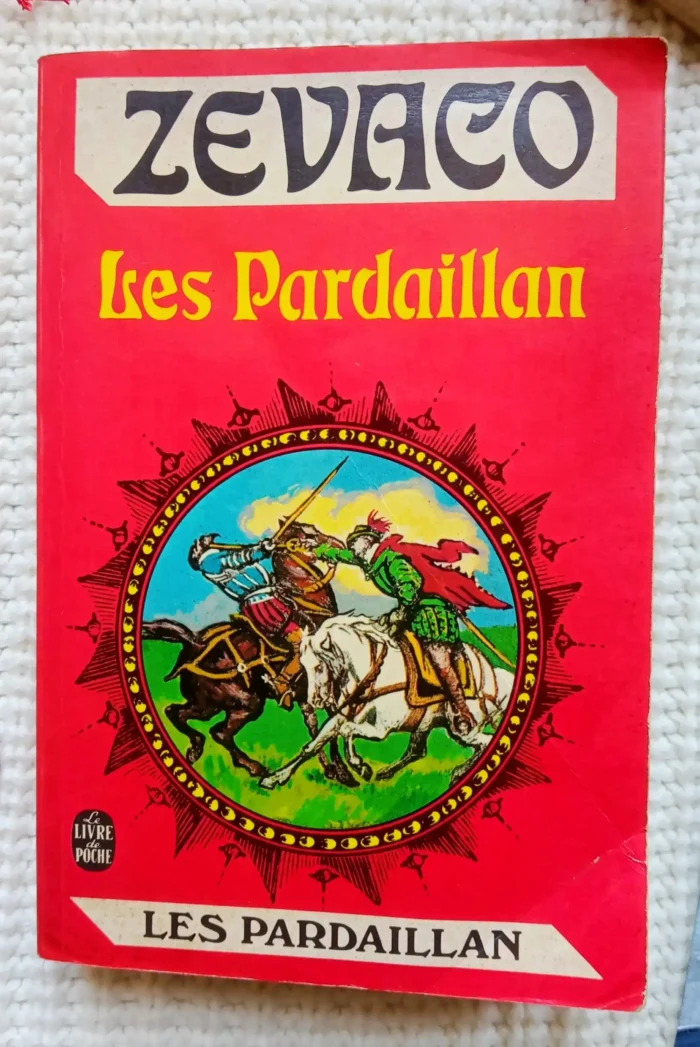 ZEVACO
Les Pardaillan
Le
LIVRE
de
POCHE
LES PARDAILLAN